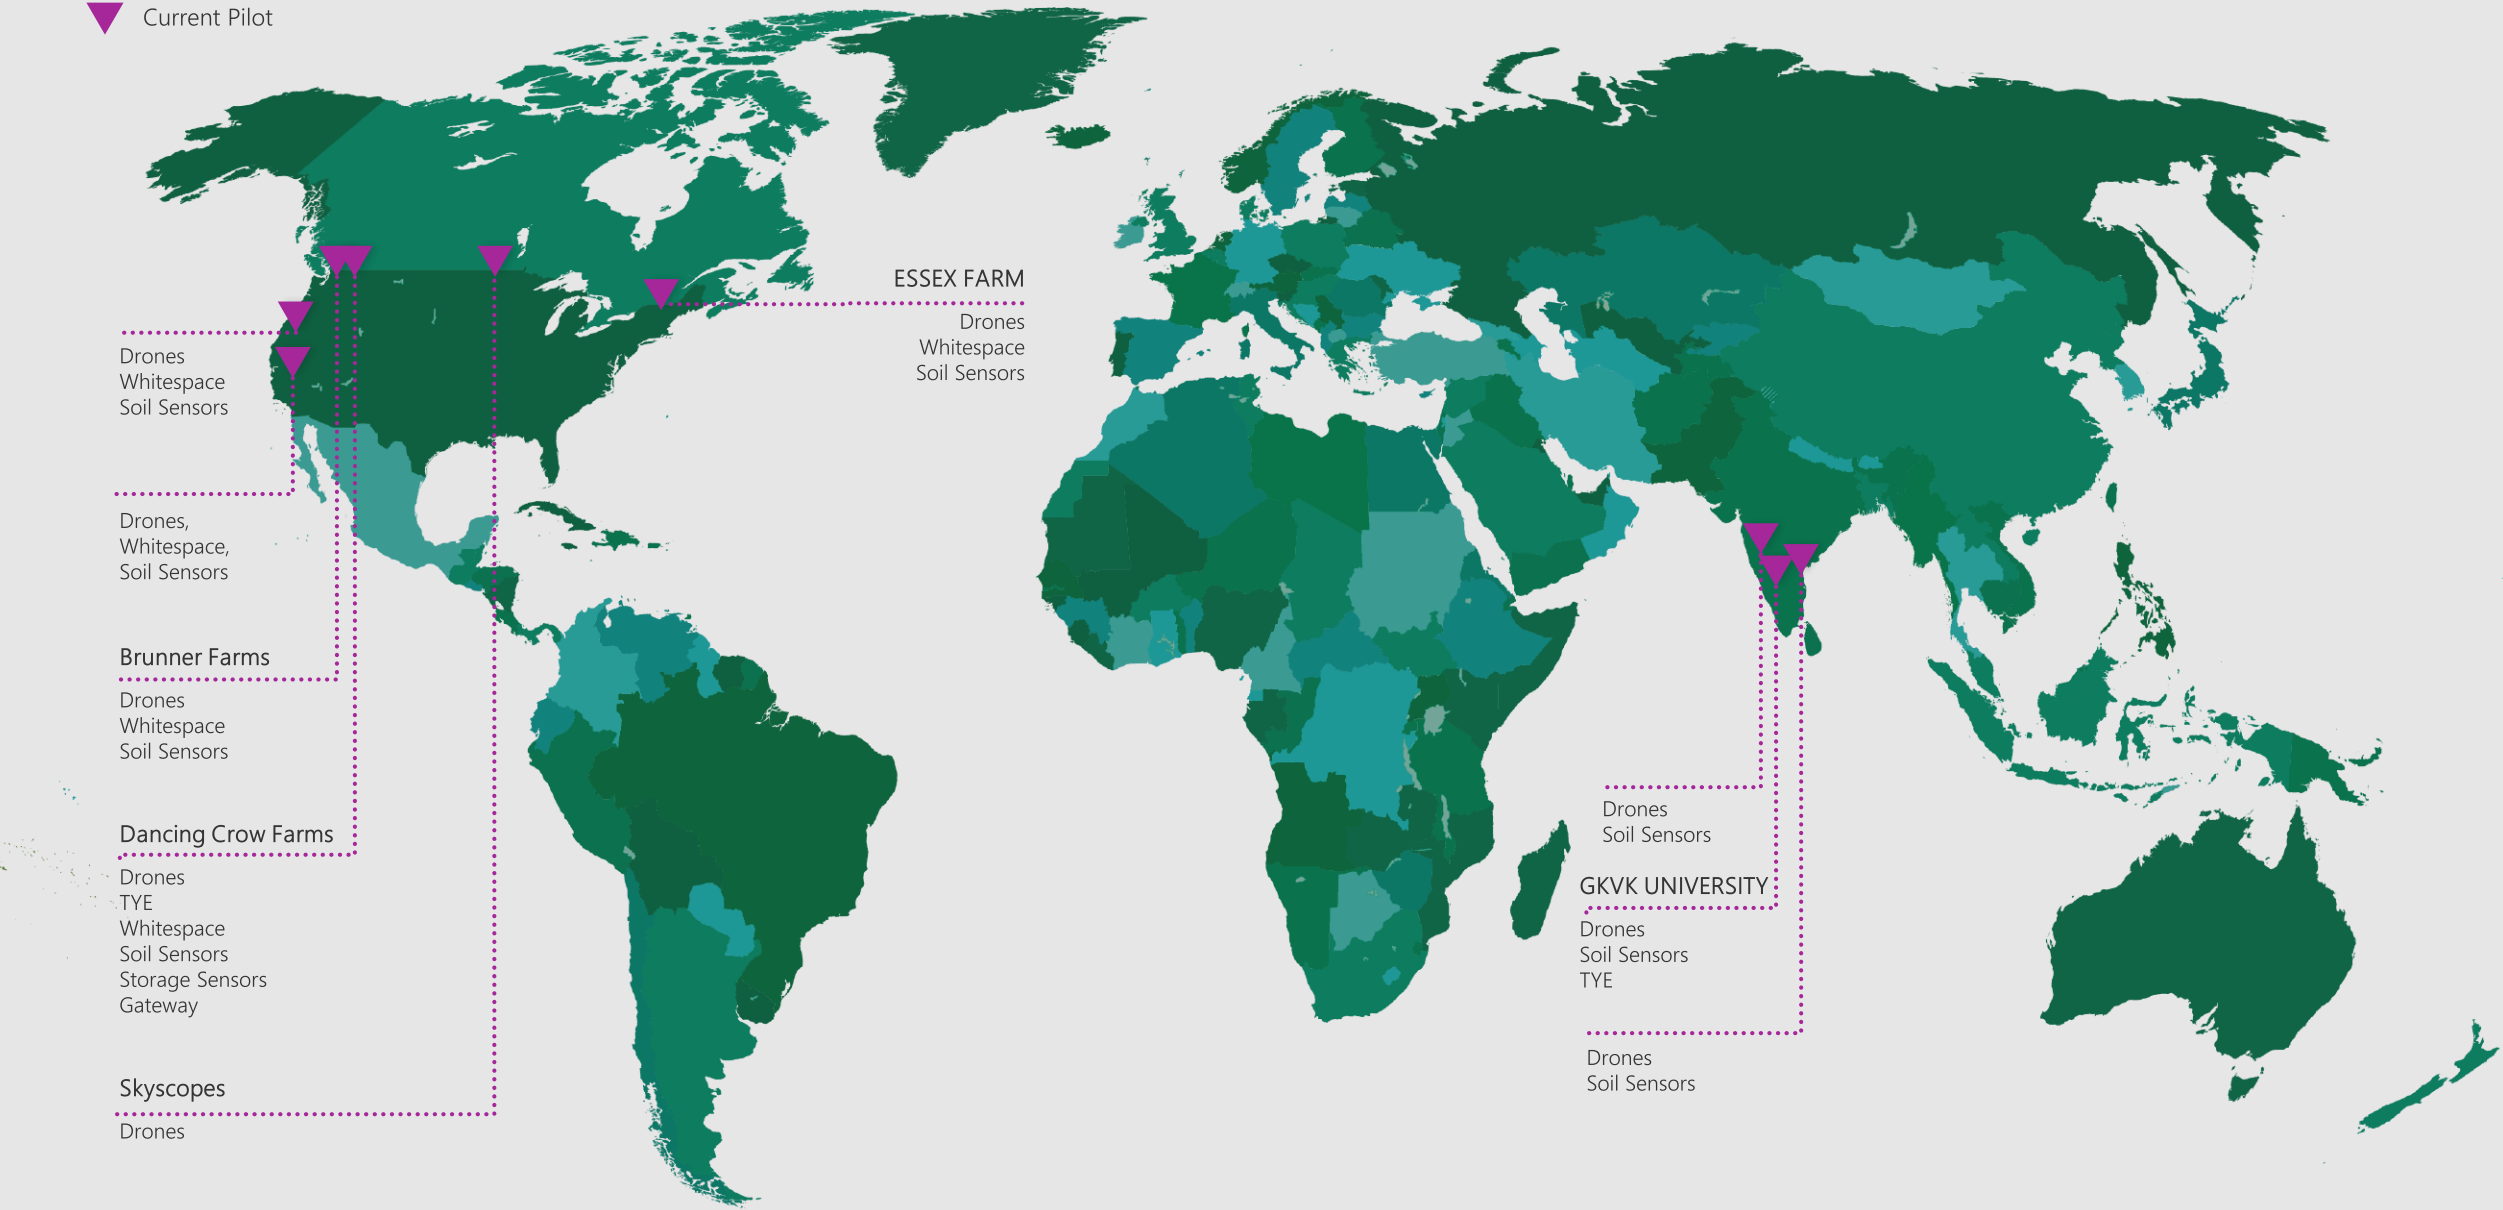 Current Pilot
Drones
Whitespace
Soil Sensors
Drones,
Whitespace,
Soil Sensors
Brunner Farms
Drones
Whitespace
Soil Sensors
Dancing Crow Farms
Drones
TYE
Whitespace
Soil Sensors
Storage Sensors
Gateway
Skyscopes
Drones
ESSEX FARM
Drones
Whitespace
Soil Sensors
Drones
Soil Sensors
GKVK UNIVERSITY
Drones
Soil Sensors
TYE
Drones
Soil Sensors